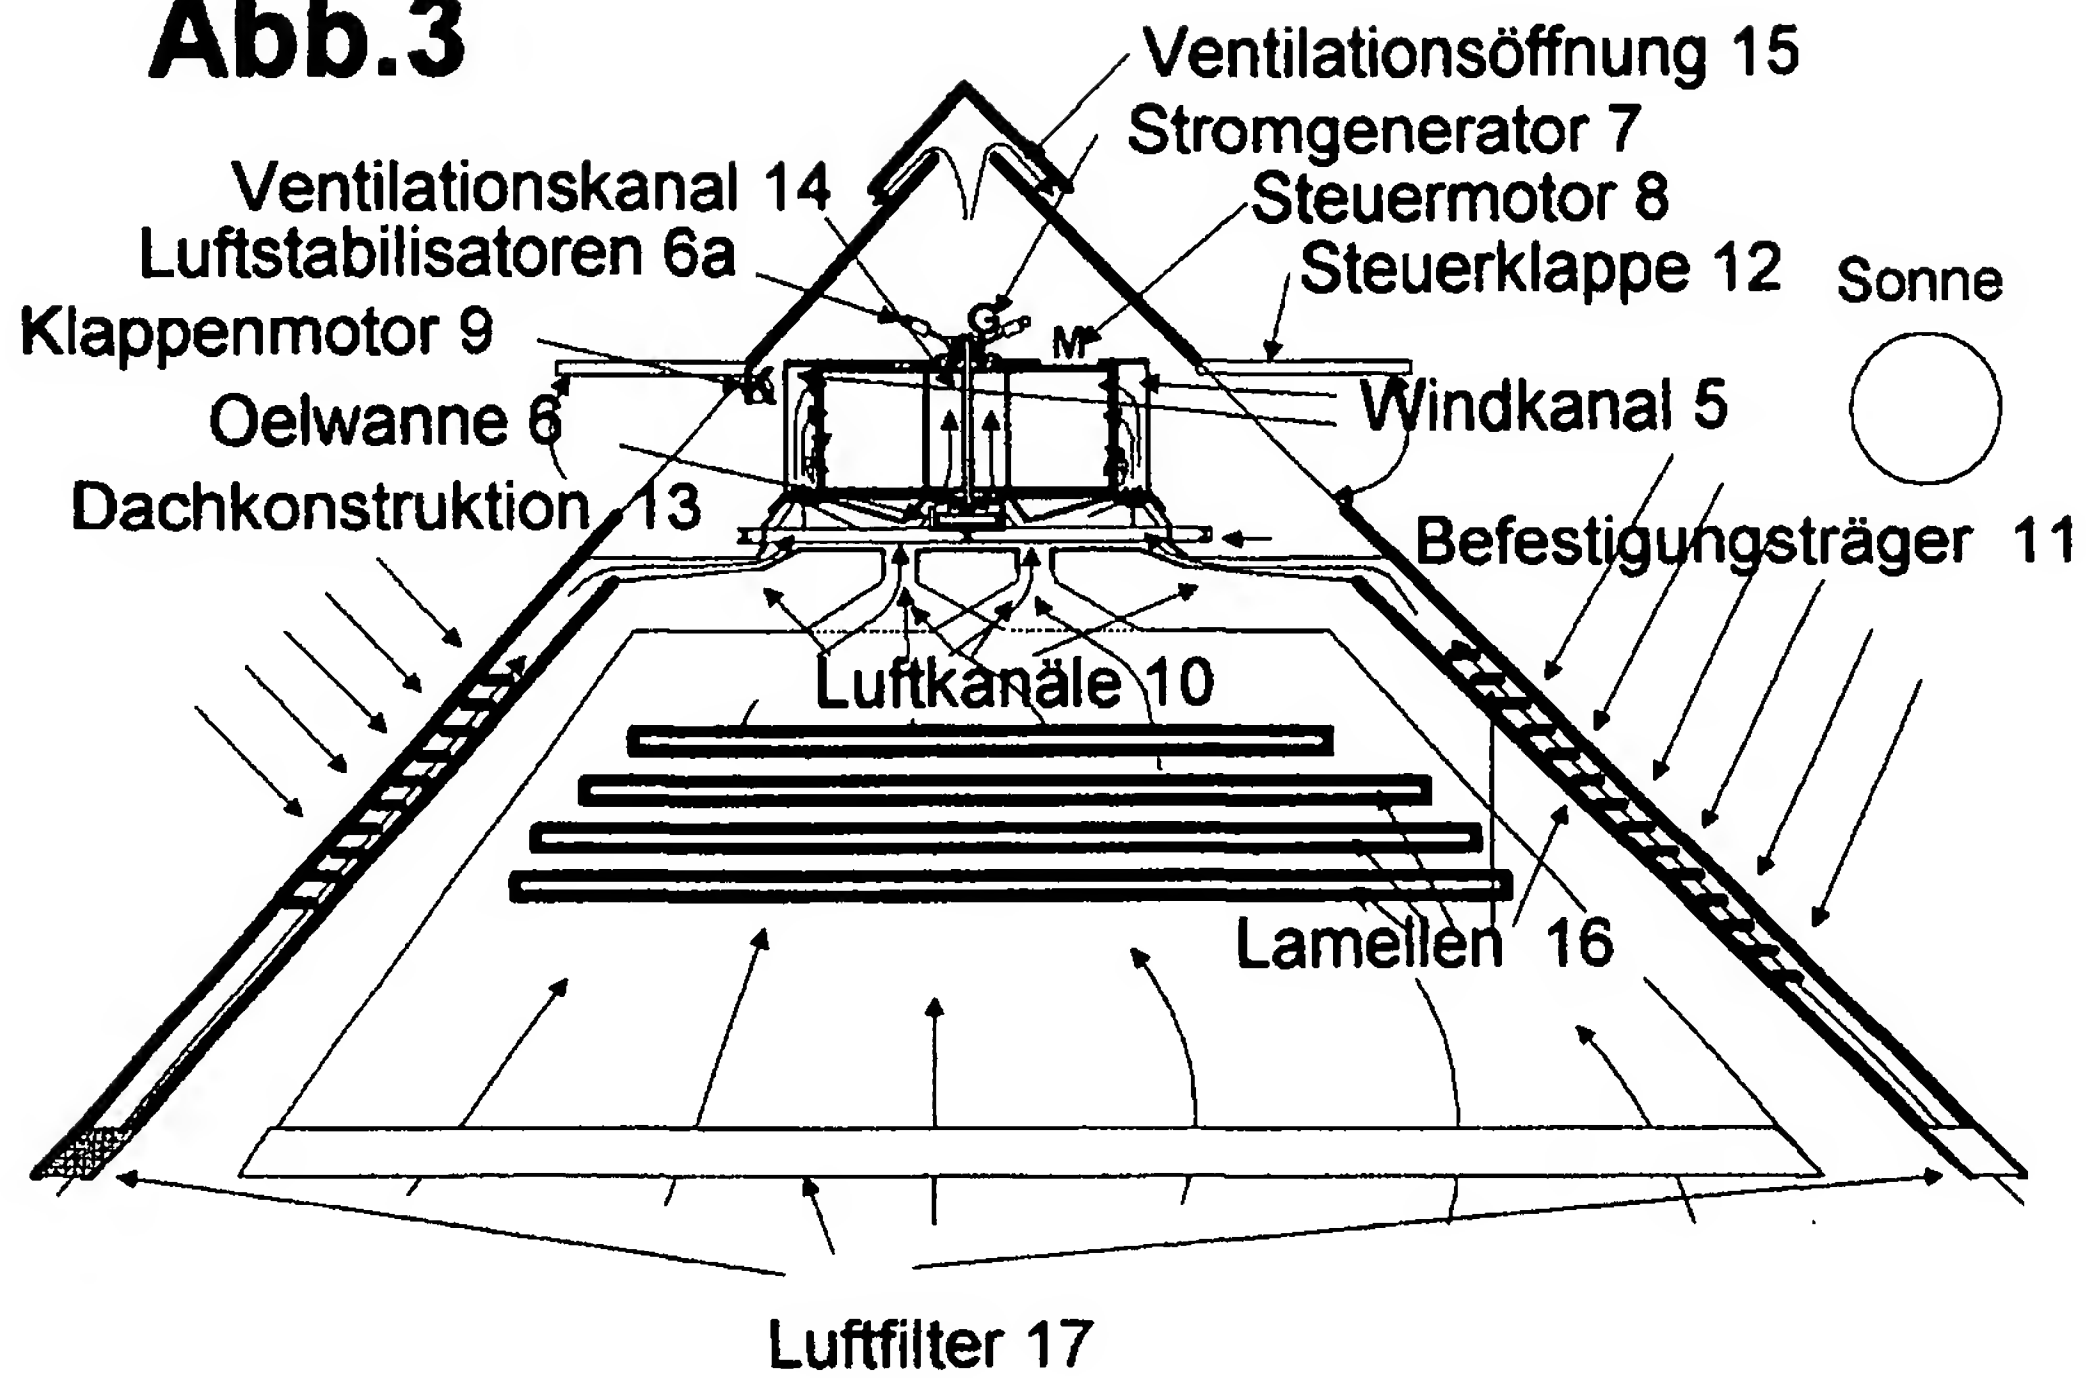 Abb.3
Ventilationsöffnung 15
Stromgenerator 7
Ventilationskanal 14
Steuermotor 8
Luftstabilisatoren 6a
Steuerklappe 12
Sonne
Klappenmotor 9
G
M
K
Windkanal 5
Oelwanne 6
Dachkonstruktion 13
Befestigungsträger 11
Luftkanäle 10
Lamellen 16
Luftfilter 17